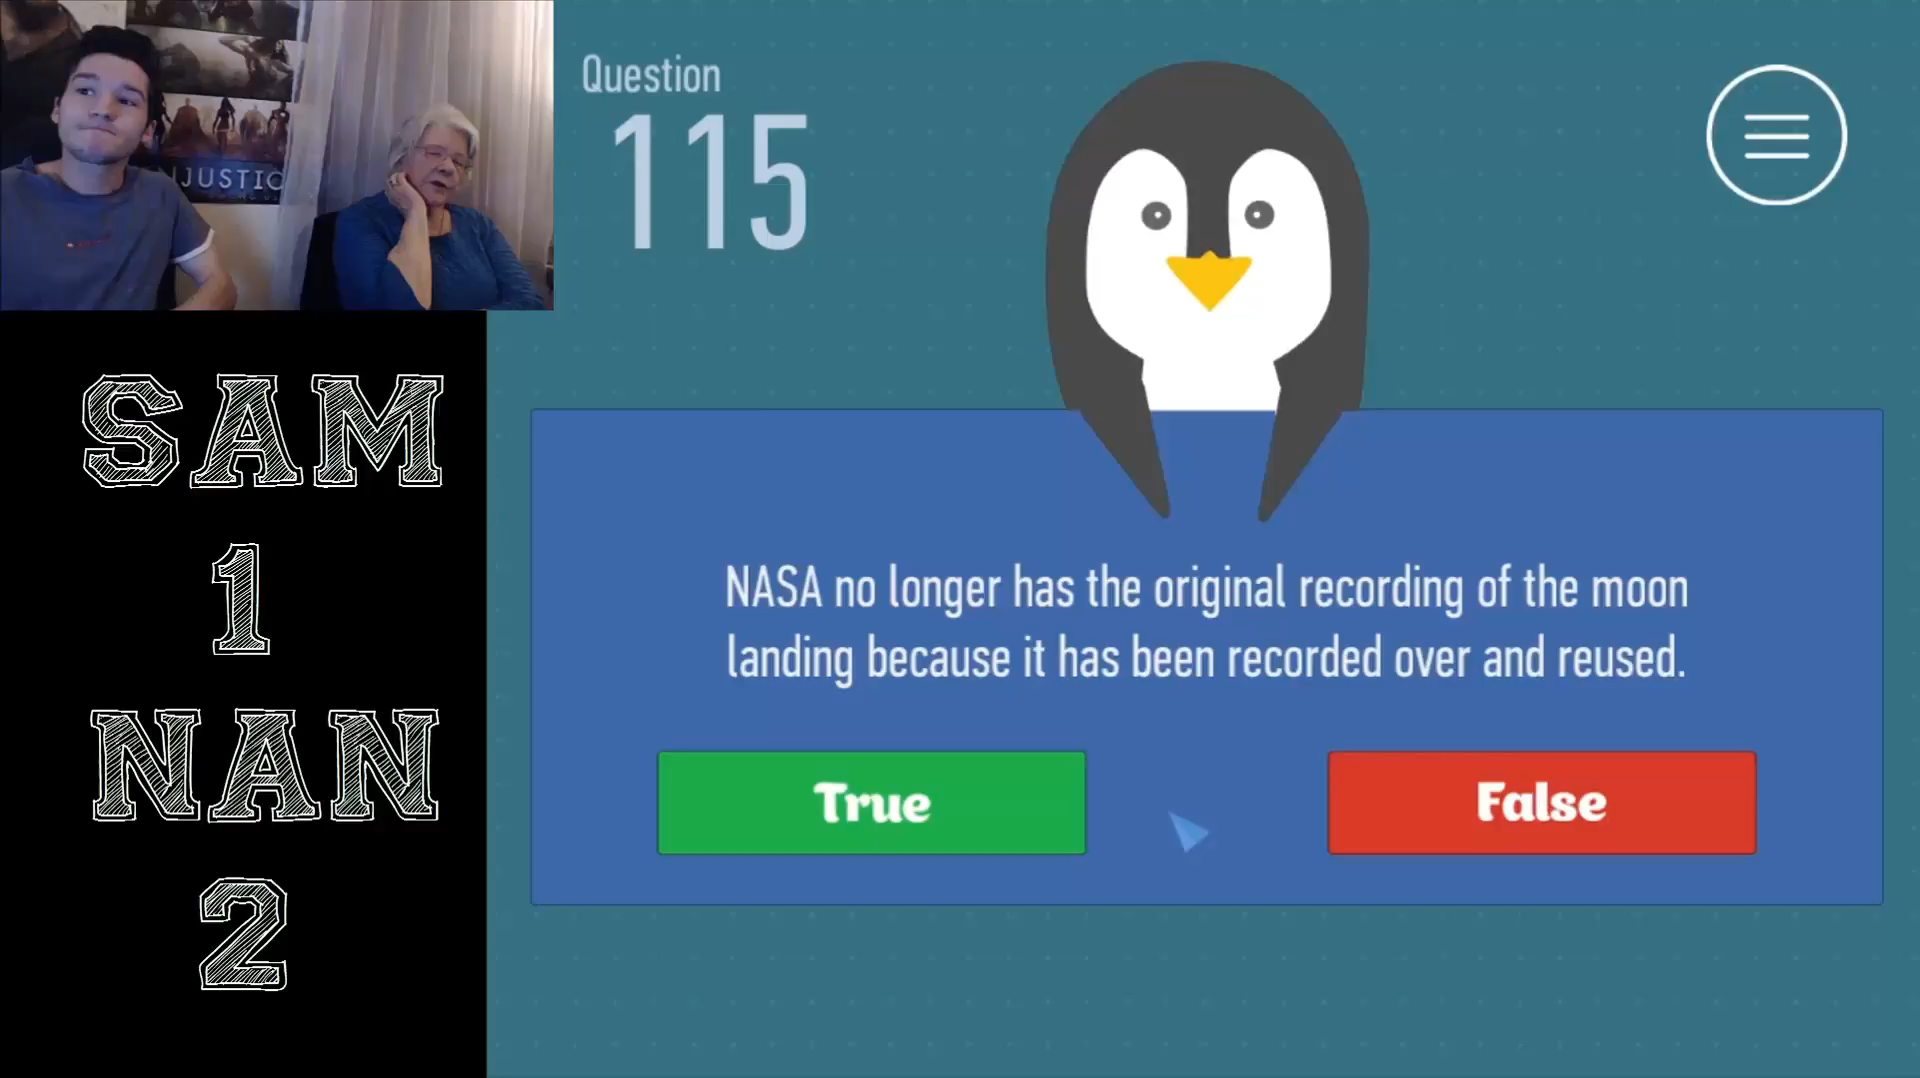 Question
115
JUSTIC
SAM
1
NAN
2
NASA no longer has the original recording of the moon
landing because it has been recorded over and reused.
True
False